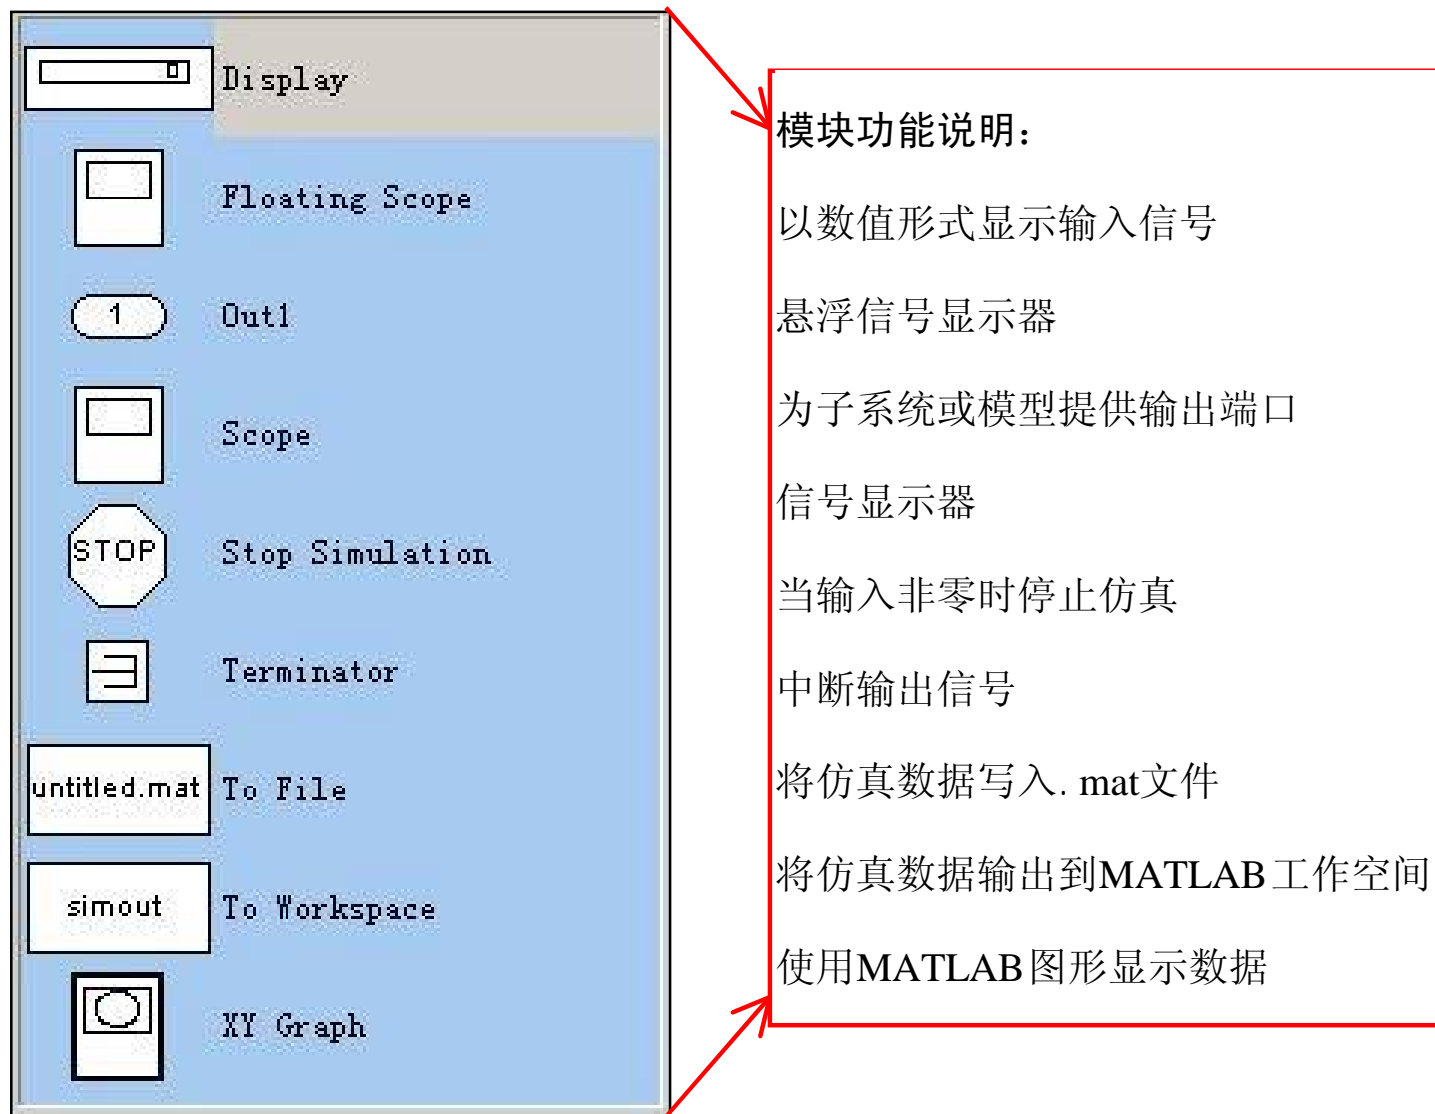 Display
Floating Scope
1
Out1
Scope
STOP
Stop Simulation
Terminator
untitled.mat
To File
simout
To Workspace
XY Graph
模块功能说明：
以数值形式显示输入信号
悬浮信号显示器
为子系统或模型提供输出端口
信号显示器
当输入非零时停止仿真
中断输出信号
将仿真数据写入. mat文件
将仿真数据输出到MATLAB工作空间
使用MATLAB图形显示数据